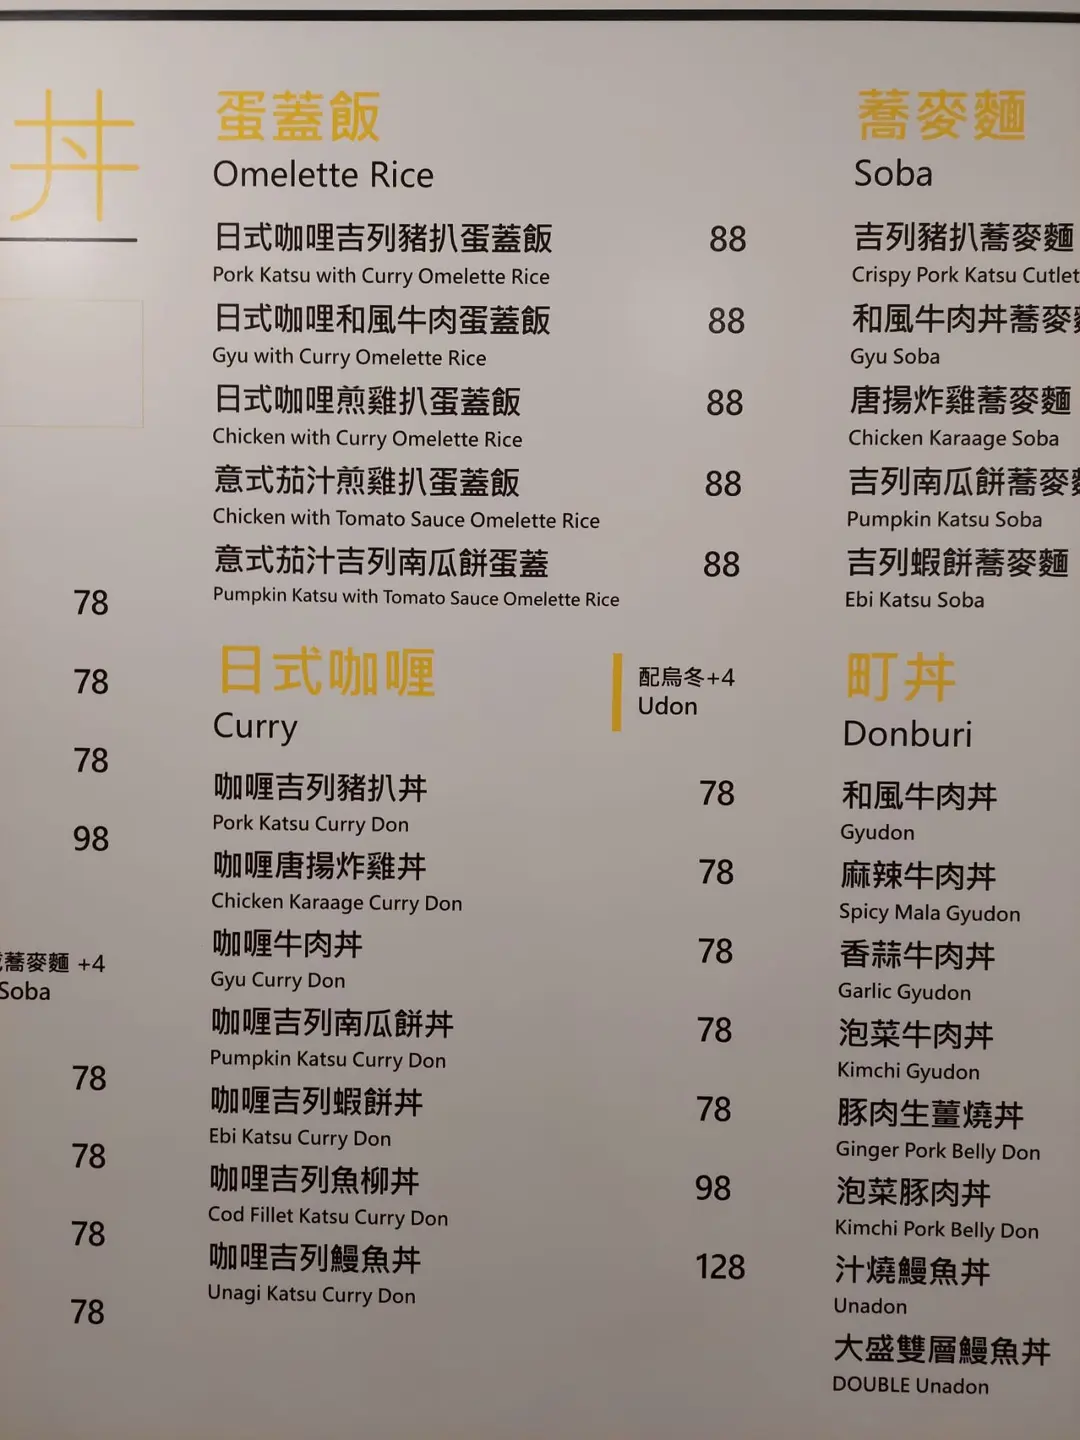 丼
78
78
78
98
蕎麥麵 +4
Soba
78
78
78
78
蛋蓋飯
Omelette Rice
日式咖哩吉列豬扒蛋蓋飯 88
Pork Katsu with Curry Omelette Rice
日式咖哩和風牛肉蛋蓋飯 88
Gyu with Curry Omelette Rice
日式咖哩煎雞扒蛋蓋飯 88
Chicken with Curry Omelette Rice
意式茄汁煎雞扒蛋蓋飯 88
Chicken with Tomato Sauce Omelette Rice
意式茄汁吉列南瓜餅蛋蓋 88
Pumpkin Katsu with Tomato Sauce Omelette Rice
日式咖喱
Curry
配烏冬+4
Udon
咖喱吉列豬扒丼 78
Pork Katsu Curry Don
咖喱唐揚炸雞丼 78
Chicken Karaage Curry Don
咖喱牛肉丼 78
Gyu Curry Don
咖喱吉列南瓜餅丼 78
Pumpkin Katsu Curry Don
咖喱吉列蝦餅丼 78
Ebi Katsu Curry Don
咖哩吉列魚柳丼 98
Cod Fillet Katsu Curry Don
咖哩吉列鰻魚丼 128
Unagi Katsu Curry Don
蕎麥麵
Soba
吉列豬扒蕎麥麵
Crispy Pork Katsu Cutlet
和風牛肉丼蕎麥麵
Gyu Soba
唐揚炸雞蕎麥麵
Chicken Karaage Soba
吉列南瓜餅蕎麥麵
Pumpkin Katsu Soba
吉列蝦餅蕎麥麵
Ebi Katsu Soba
町丼
Donburi
和風牛肉丼
Gyudon
麻辣牛肉丼
Spicy Mala Gyudon
香蒜牛肉丼
Garlic Gyudon
泡菜牛肉丼
Kimchi Gyudon
豚肉生薑燒丼
Ginger Pork Belly Don
泡菜豚肉丼
Kimchi Pork Belly Don
汁燒鰻魚丼
Unadon
大盛雙層鰻魚丼
DOUBLE Unadon